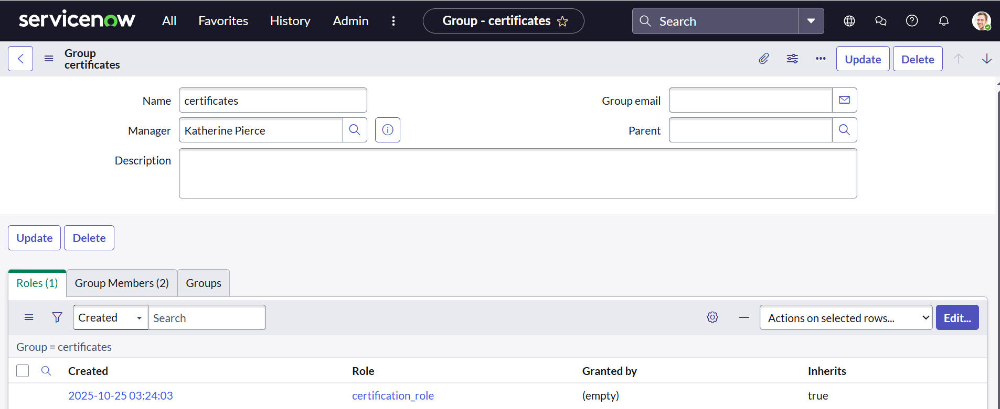 servicenow All Favorites History Admin Group - certificates Search
Group
certificates
Update Delete
Name certificates Group email
Manager Katherine Pierce Parent
Description
Update Delete
Roles (1) Group Members (2) Groups
Created Search Actions on selected rows... Edit...
Group = certificates
Created Role Granted by Inherits
2025-10-25 03:24:03 certification_role (empty) true